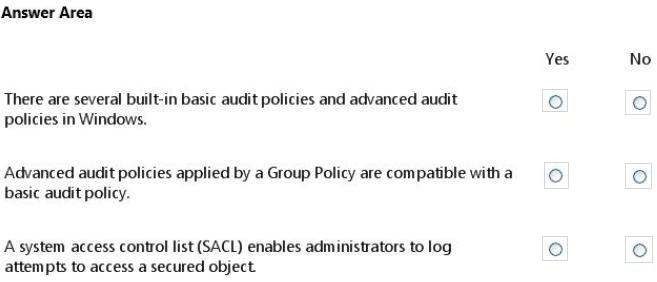 Answer Area
Yes No
There are several built-in basic audit policies and advanced audit
policies in Windows.
Advanced audit policies applied by a Group Policy are compatible with a
basic audit policy.
A system access control list (SACL) enables administrators to log
attempts to access a secured object.